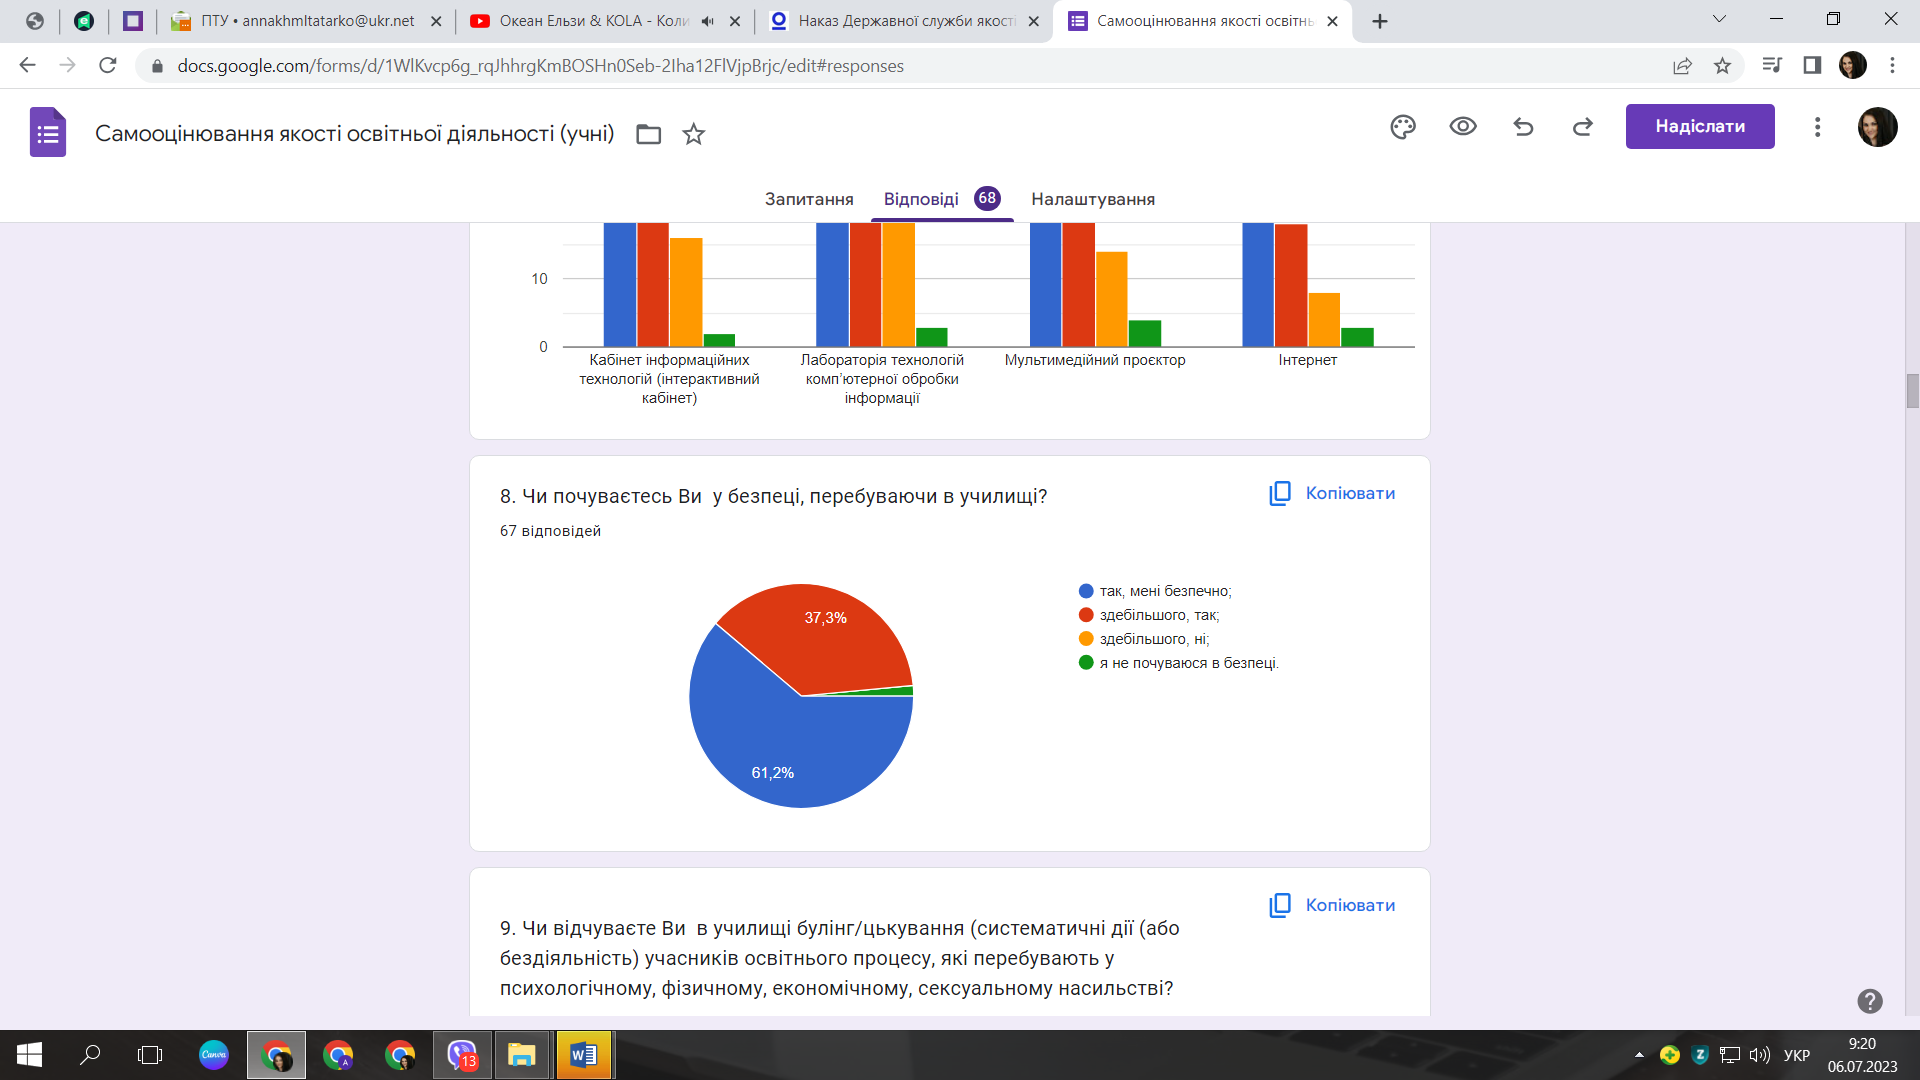 ПТУ • annakhmltatarko@ukr.net
Океан Ельзи & KOLA - Коли
Наказ Державної служби якості
Самооцінювання якості освітнь
docs.google.com/forms/d/1WlKvcp6g_rqJhhrgKmBOSHn0Seb-2Iha12FlVjpBrjc/edit#responses
Самооцінювання якості освітньої діяльності (учні)
Надіслати
Запитання Відповіді 68 Налаштування
10
0
Кабінет інформаційних
технологій (інтерактивний
кабінет)
Лабораторія технологій
комп’ютерної обробки
інформації
Мультимедійний проєктор
Інтернет
8. Чи почуваєтесь Ви  у безпеці, перебуваючи в училищі?
Копіювати
67 відповідей
37,3%
61,2%
так, мені безпечно;
здебільшого, так;
здебільшого, ні;
я не почуваюся в безпеці.
Копіювати
9. Чи відчуваєте Ви  в училищі булінг/цькування (систематичні дії (або
бездіяльність) учасників освітнього процесу, які перебувають у
психологічному, фізичному, економічному, сексуальному насильстві?
Canva
A
13
W
Z
УКР
9:20
06.07.2023